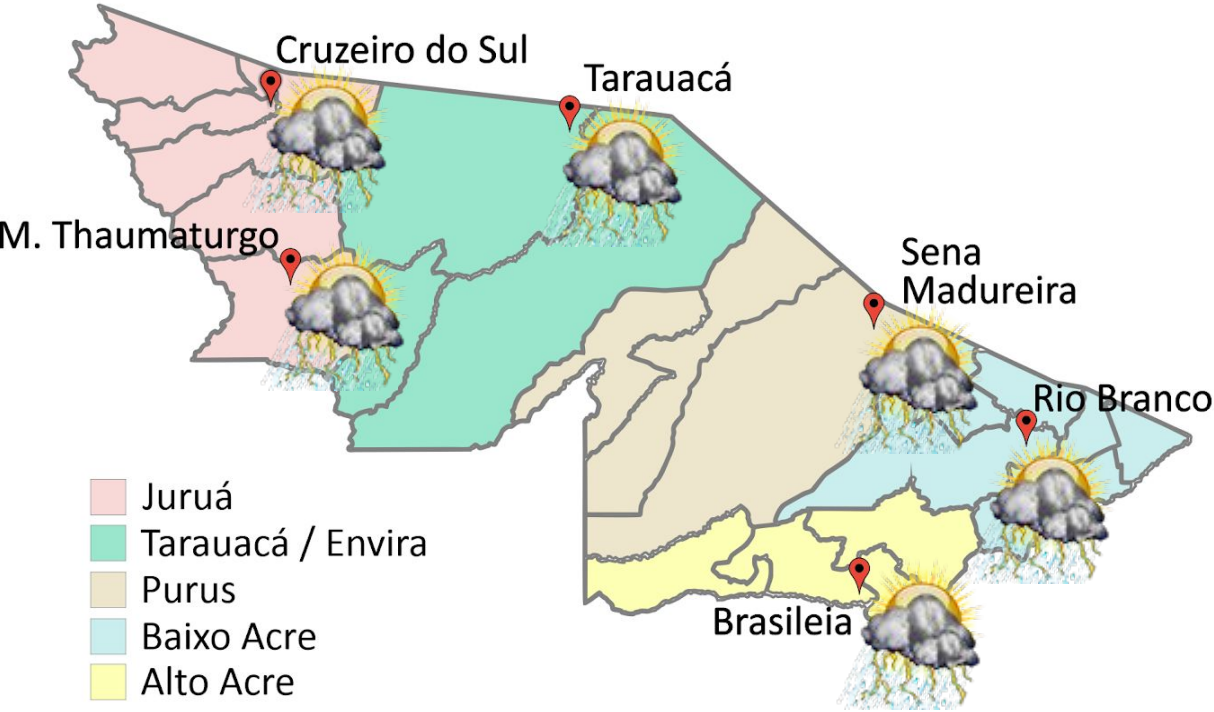 Cruzeiro do Sul
Tarauacá
M. Thaumaturgo
Sena
Madureira
Rio Branco
Brasileia
Juruá
Tarauacá / Envira
Purus
Baixo Acre
Alto Acre